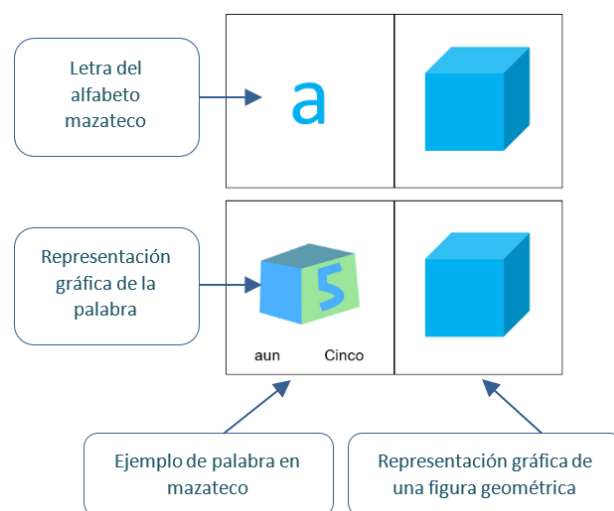 Letra del
alfabeto
mazateco
a
Representación
gráfica de la
palabra
5
aun Cinco
Ejemplo de palabra en
mazateco
Representación gráfica de
una figura geométrica